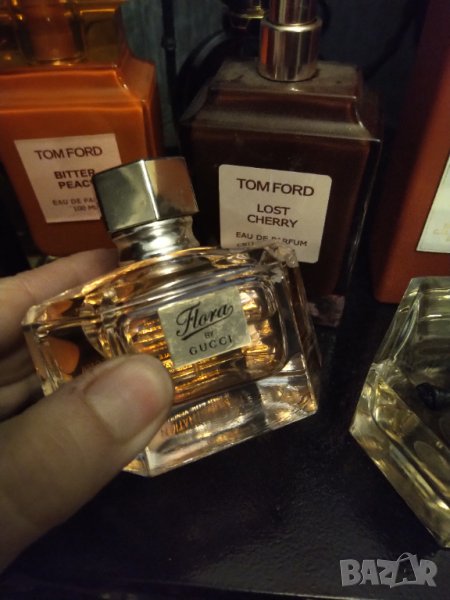 TOM FORD
BITTER
PEACH
EAU DE PA
100 ML
TOM FORD
LOST
CHERRY
EAU DE PARFUM
Flora
BY
GUCCI
BAZAR